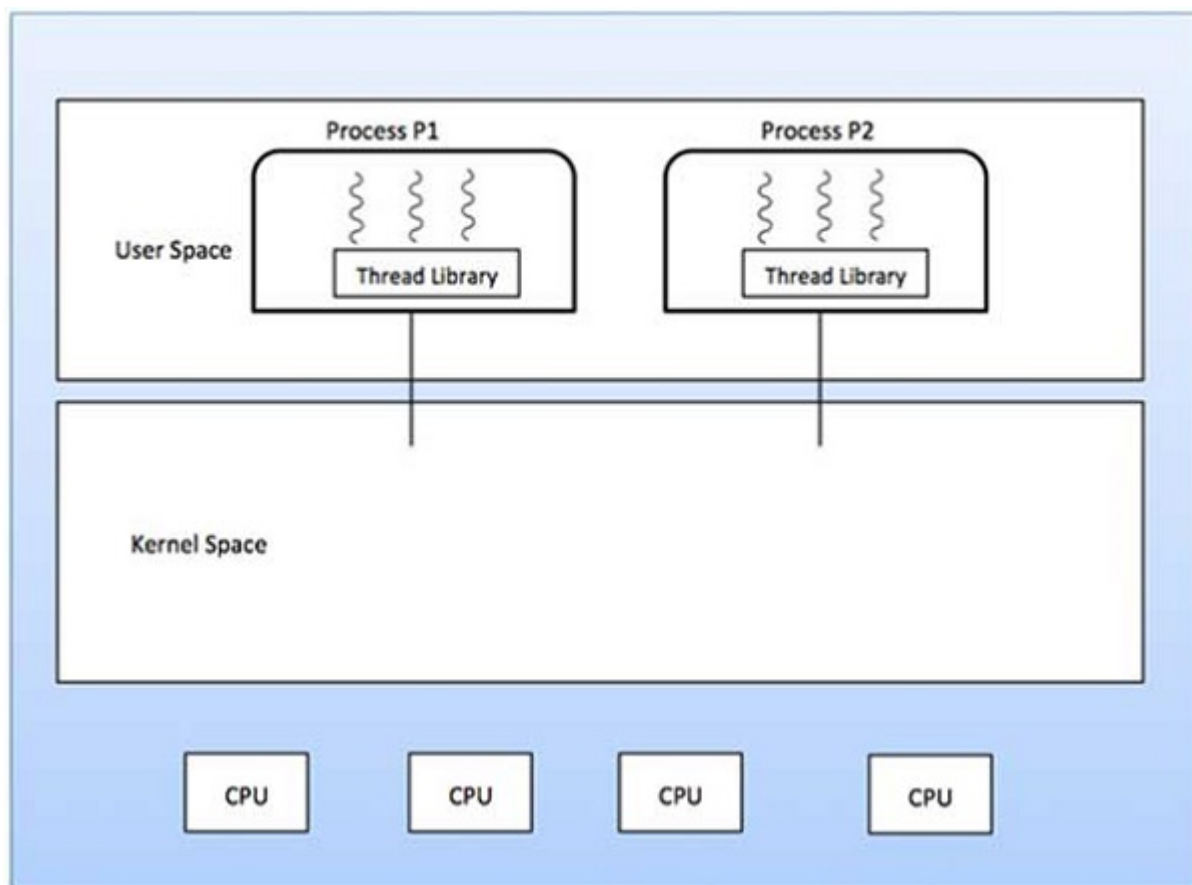 Process P1
Process P2
User Space
Thread Library
Thread Library
Kernel Space
CPU
CPU
CPU
CPU